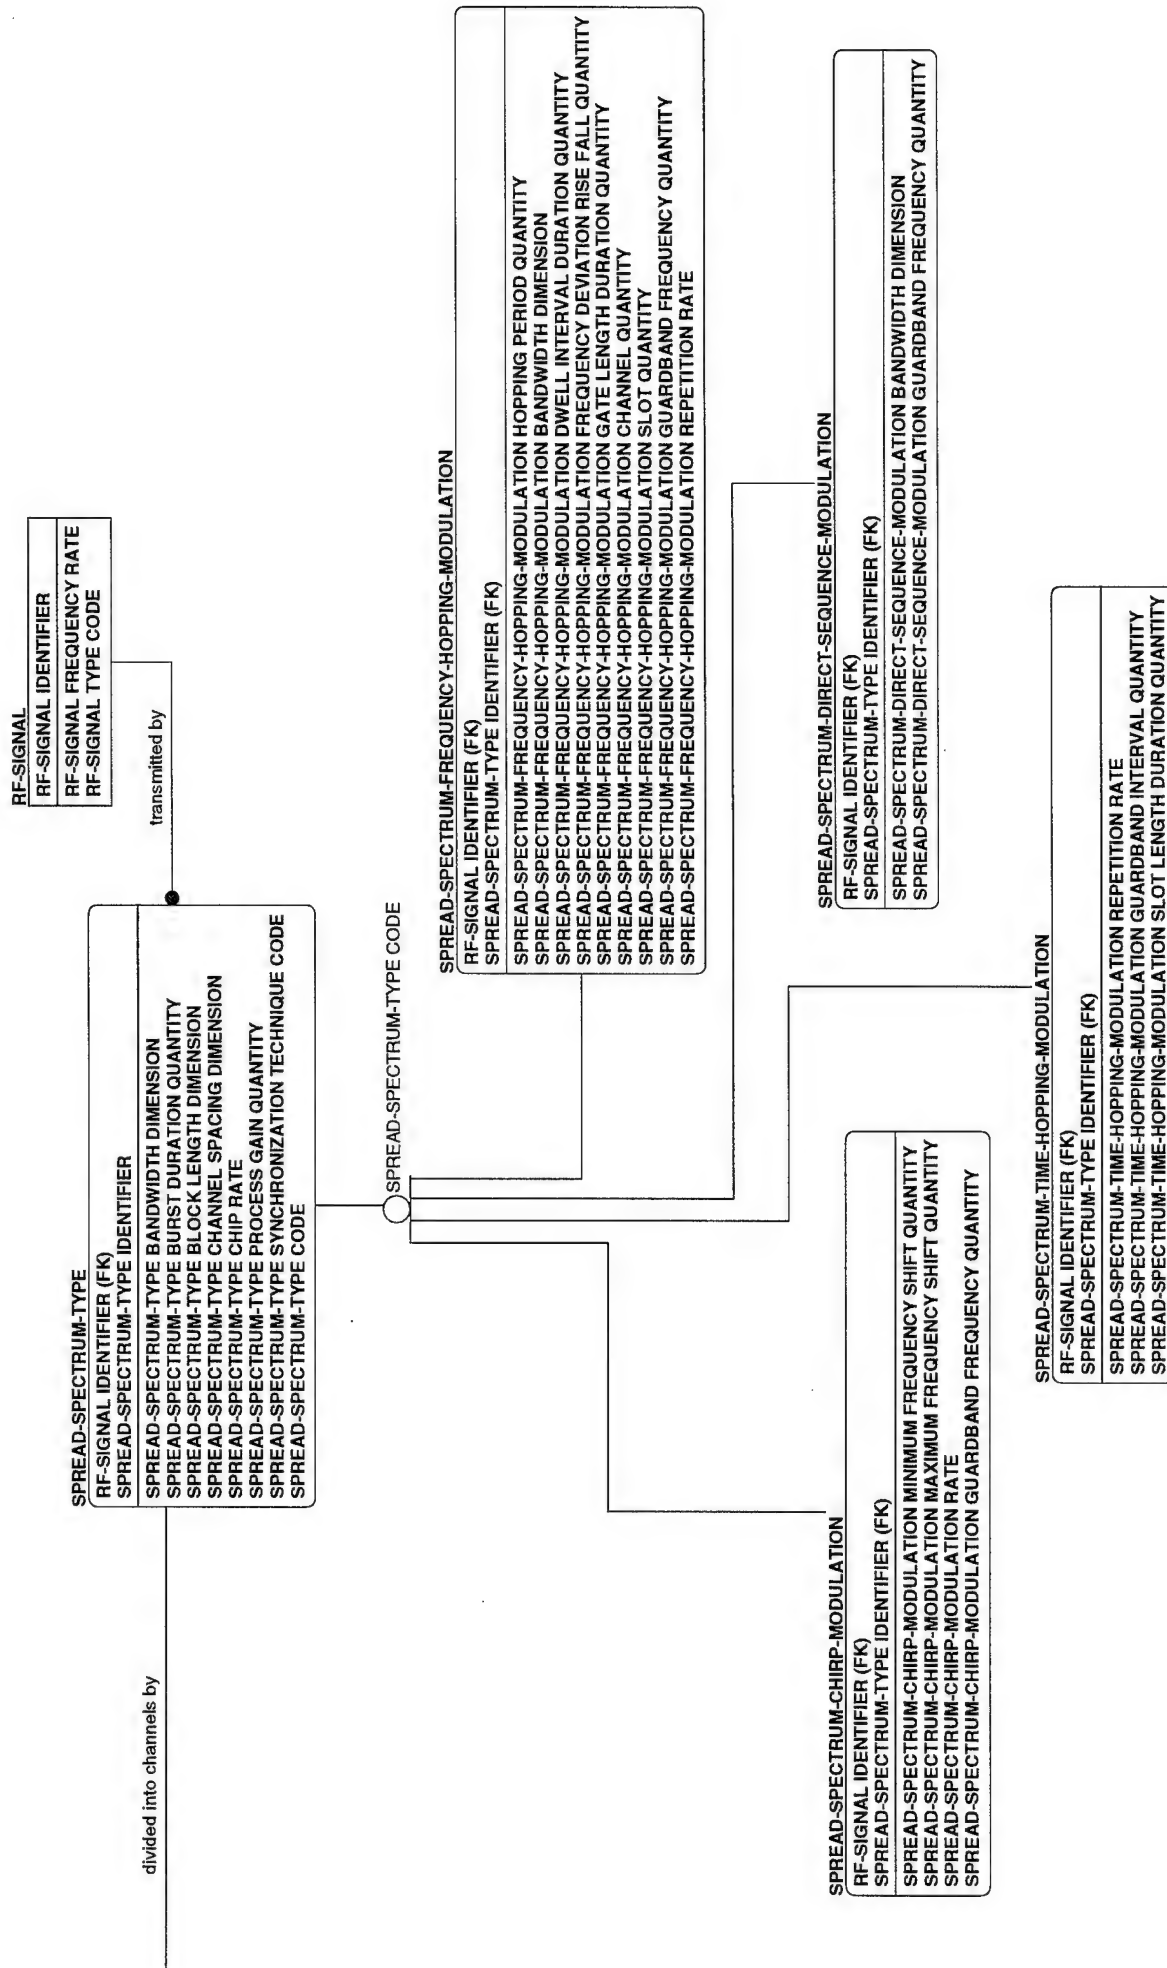 RF-SIGNAL
RF-SIGNAL IDENTIFIER
RF-SIGNAL FREQUENCY RATE
RF-SIGNAL TYPE CODE
transmitted by
divided into channels by
SPREAD-SPECTRUM-TYPE
RF-SIGNAL IDENTIFIER (FK)
SPREAD-SPECTRUM-TYPE IDENTIFIER
SPREAD-SPECTRUM-TYPE BANDWIDTH DIMENSION
SPREAD-SPECTRUM-TYPE BURST DURATION QUANTITY
SPREAD-SPECTRUM-TYPE BLOCK LENGTH DIMENSION
SPREAD-SPECTRUM-TYPE CHANNEL SPACING DIMENSION
SPREAD-SPECTRUM-TYPE CHIP RATE
SPREAD-SPECTRUM-TYPE PROCESS GAIN QUANTITY
SPREAD-SPECTRUM-TYPE SYNCHRONIZATION TECHNIQUE CODE
SPREAD-SPECTRUM-TYPE CODE
SPREAD-SPECTRUM-TYPE CODE
SPREAD-SPECTRUM-FREQUENCY-HOPPING-MODULATION
RF-SIGNAL IDENTIFIER (FK)
SPREAD-SPECTRUM-TYPE IDENTIFIER (FK)
SPREAD-SPECTRUM-FREQUENCY-HOPPING-MODULATION HOPPING PERIOD QUANTITY
SPREAD-SPECTRUM-FREQUENCY-HOPPING-MODULATION BANDWIDTH DIMENSION
SPREAD-SPECTRUM-FREQUENCY-HOPPING-MODULATION DWELL INTERVAL DURATION QUANTITY
SPREAD-SPECTRUM-FREQUENCY-HOPPING-MODULATION FREQUENCY DEVIATION RISE FALL QUANTITY
SPREAD-SPECTRUM-FREQUENCY-HOPPING-MODULATION GATE LENGTH DURATION QUANTITY
SPREAD-SPECTRUM-FREQUENCY-HOPPING-MODULATION CHANNEL QUANTITY
SPREAD-SPECTRUM-FREQUENCY-HOPPING-MODULATION SLOT QUANTITY
SPREAD-SPECTRUM-FREQUENCY-HOPPING-MODULATION GUARDBAND FREQUENCY QUANTITY
SPREAD-SPECTRUM-FREQUENCY-HOPPING-MODULATION REPETITION RATE
SPREAD-SPECTRUM-CHIRP-MODULATION
RF-SIGNAL IDENTIFIER (FK)
SPREAD-SPECTRUM-TYPE IDENTIFIER (FK)
SPREAD-SPECTRUM-CHIRP-MODULATION MINIMUM FREQUENCY SHIFT QUANTITY
SPREAD-SPECTRUM-CHIRP-MODULATION MAXIMUM FREQUENCY SHIFT QUANTITY
SPREAD-SPECTRUM-CHIRP-MODULATION RATE
SPREAD-SPECTRUM-CHIRP-MODULATION GUARDBAND FREQUENCY QUANTITY
SPREAD-SPECTRUM-DIRECT-SEQUENCE-MODULATION
RF-SIGNAL IDENTIFIER (FK)
SPREAD-SPECTRUM-TYPE IDENTIFIER (FK)
SPREAD-SPECTRUM-DIRECT-SEQUENCE-MODULATION BANDWIDTH DIMENSION
SPREAD-SPECTRUM-DIRECT-SEQUENCE-MODULATION GUARDBAND FREQUENCY QUANTITY
SPREAD-SPECTRUM-TIME-HOPPING-MODULATION
RF-SIGNAL IDENTIFIER (FK)
SPREAD-SPECTRUM-TYPE IDENTIFIER (FK)
SPREAD-SPECTRUM-TIME-HOPPING-MODULATION REPETITION RATE
SPREAD-SPECTRUM-TIME-HOPPING-MODULATION GUARDBAND INTERVAL QUANTITY
SPREAD-SPECTRUM-TIME-HOPPING-MODULATION SLOT LENGTH DURATION QUANTITY